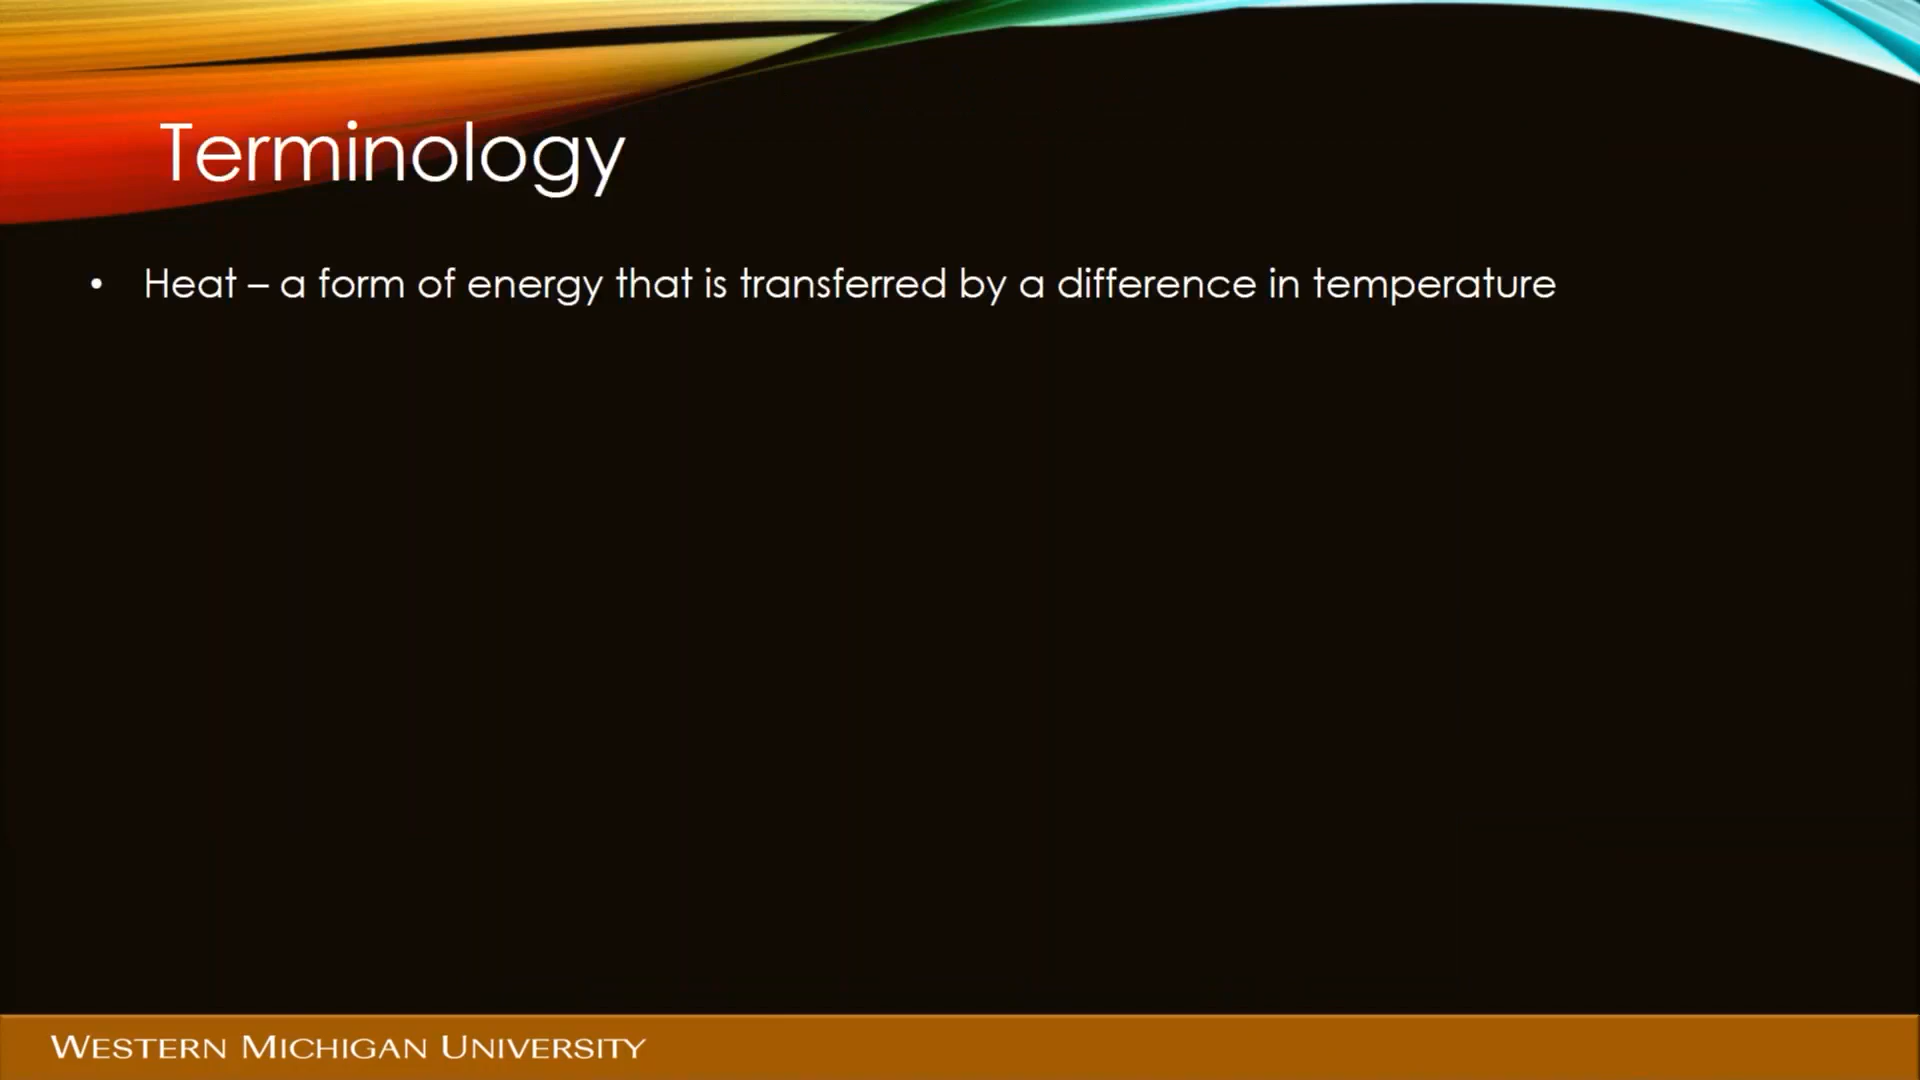 Terminology
• Heat – a form of energy that is transferred by a difference in temperature
WESTERN MICHIGAN UNIVERSITY